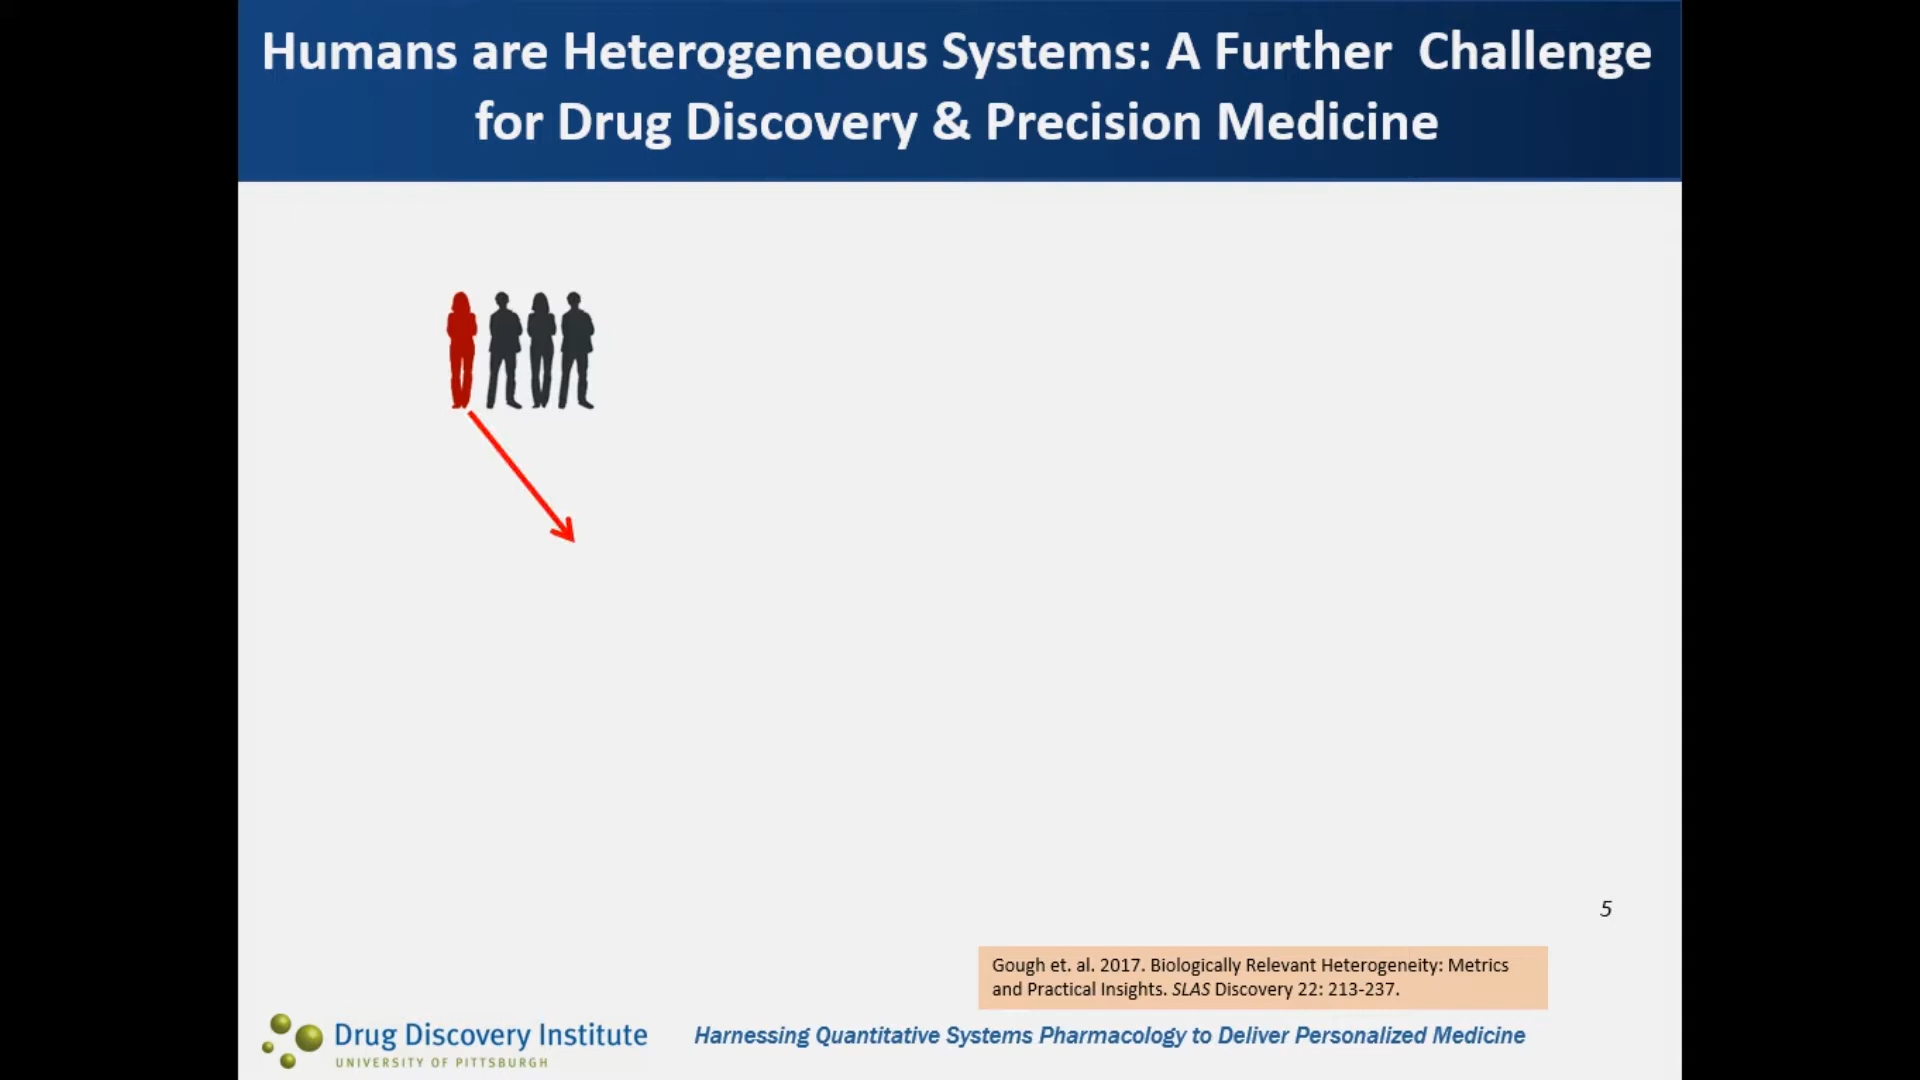 Humans are Heterogeneous Systems: A Further Challenge
for Drug Discovery & Precision Medicine
5
Gough et. al. 2017. Biologically Relevant Heterogeneity: Metrics
and Practical Insights. SLAS Discovery 22: 213-237.
Drug Discovery Institute
UNIVERSITY OF PITTSBURGH
Harnessing Quantitative Systems Pharmacology to Deliver Personalized Medicine